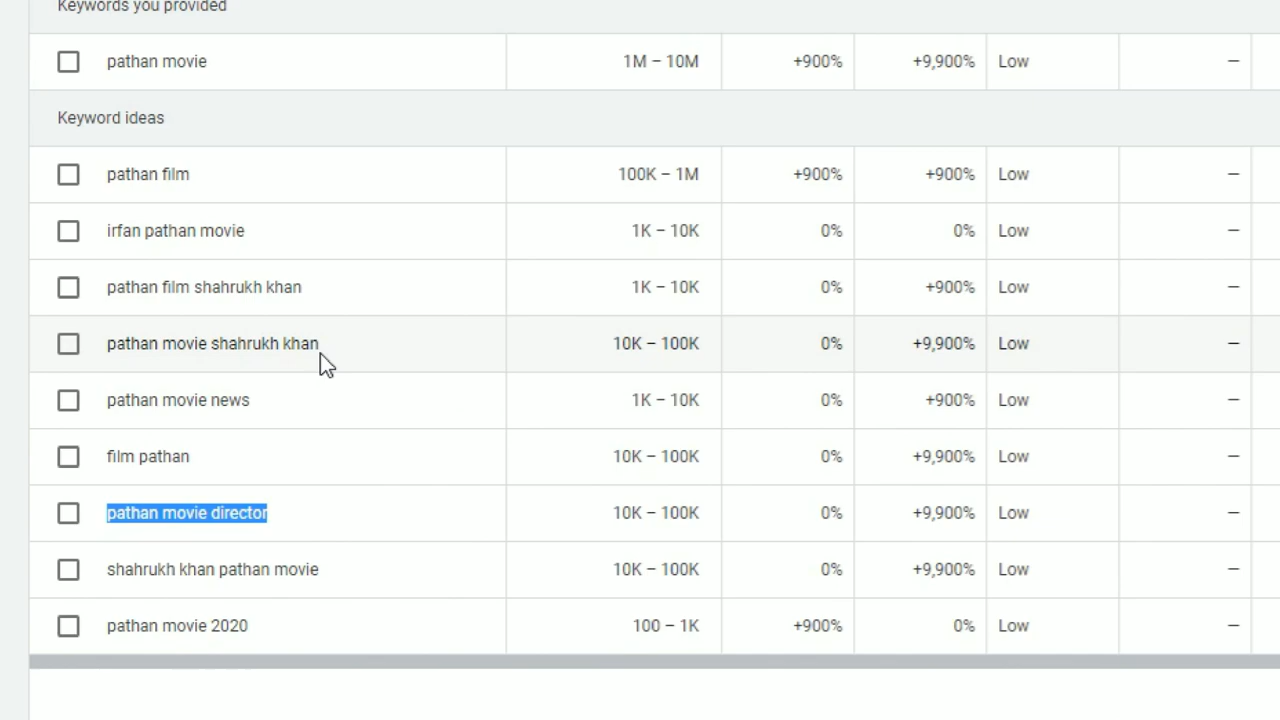 Keywords you provided
pathan movie 1M – 10M +900% +9,900% Low –
Keyword ideas
pathan film 100K – 1M +900% +900% Low –
irfan pathan movie 1K – 10K 0% 0% Low –
pathan film shahrukh khan 1K – 10K 0% +900% Low –
pathan movie shahrukh khan 10K – 100K 0% +9,900% Low –
pathan movie news 1K – 10K 0% +900% Low –
film pathan 10K – 100K 0% +9,900% Low –
pathan movie director 10K – 100K 0% +9,900% Low –
shahrukh khan pathan movie 10K – 100K 0% +9,900% Low –
pathan movie 2020 100 – 1K +900% 0% Low –